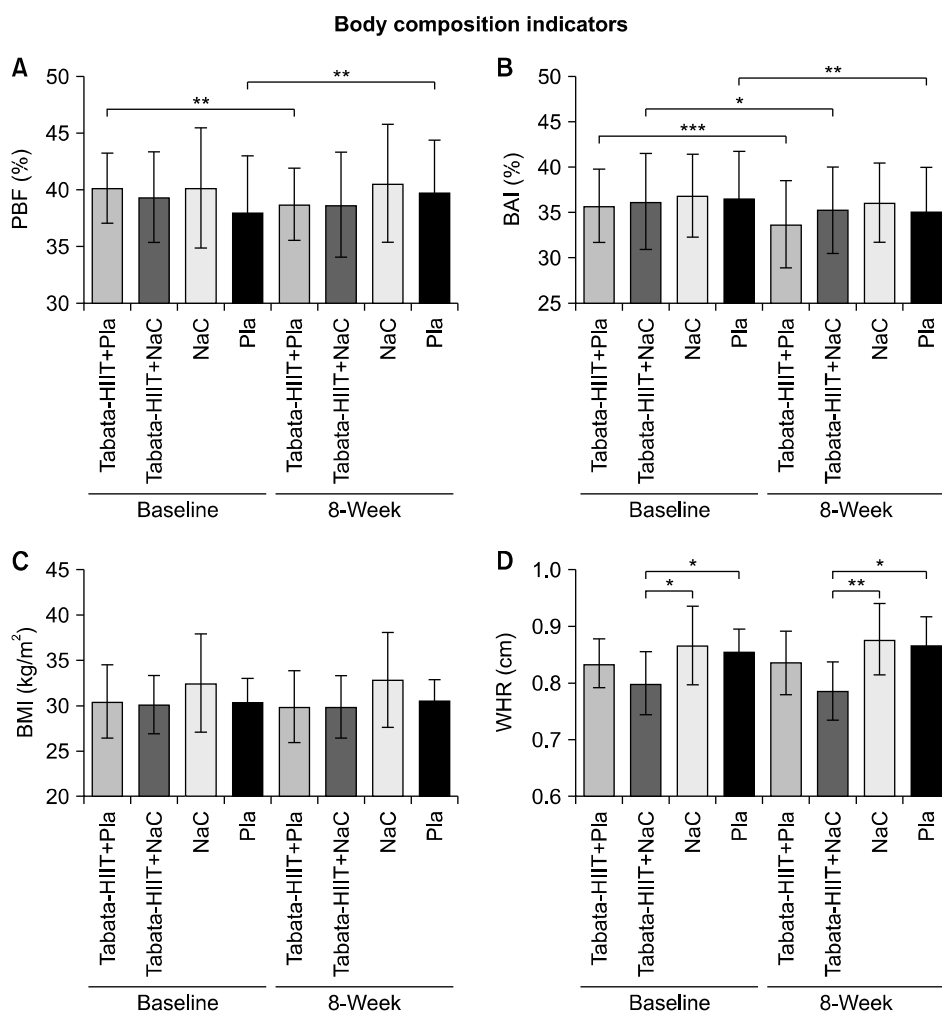 Body composition indicators
A
PBF (%)
50
45
40
35
30
**
**
Tabata-HIIT+Pla
Tabata-HIIT+NaC
NaC
Pla
Tabata-HIIT+Pla
Tabata-HIIT+NaC
NaC
Pla
Baseline
8-Week
B
BAI (%)
50
45
40
35
30
25
**
*
***
Tabata-HIIT+Pla
Tabata-HIIT+NaC
NaC
Pla
Tabata-HIIT+Pla
Tabata-HIIT+NaC
NaC
Pla
Baseline
8-Week
C
BMI (kg/m²)
45
40
35
30
25
20
Tabata-HIIT+Pla
Tabata-HIIT+NaC
NaC
Pla
Tabata-HIIT+Pla
Tabata-HIIT+NaC
NaC
Pla
Baseline
8-Week
D
WHR (cm)
1.0
0.9
0.8
0.7
0.6
*
*
*
**
Tabata-HIIT+Pla
Tabata-HIIT+NaC
NaC
Pla
Tabata-HIIT+Pla
Tabata-HIIT+NaC
NaC
Pla
Baseline
8-Week